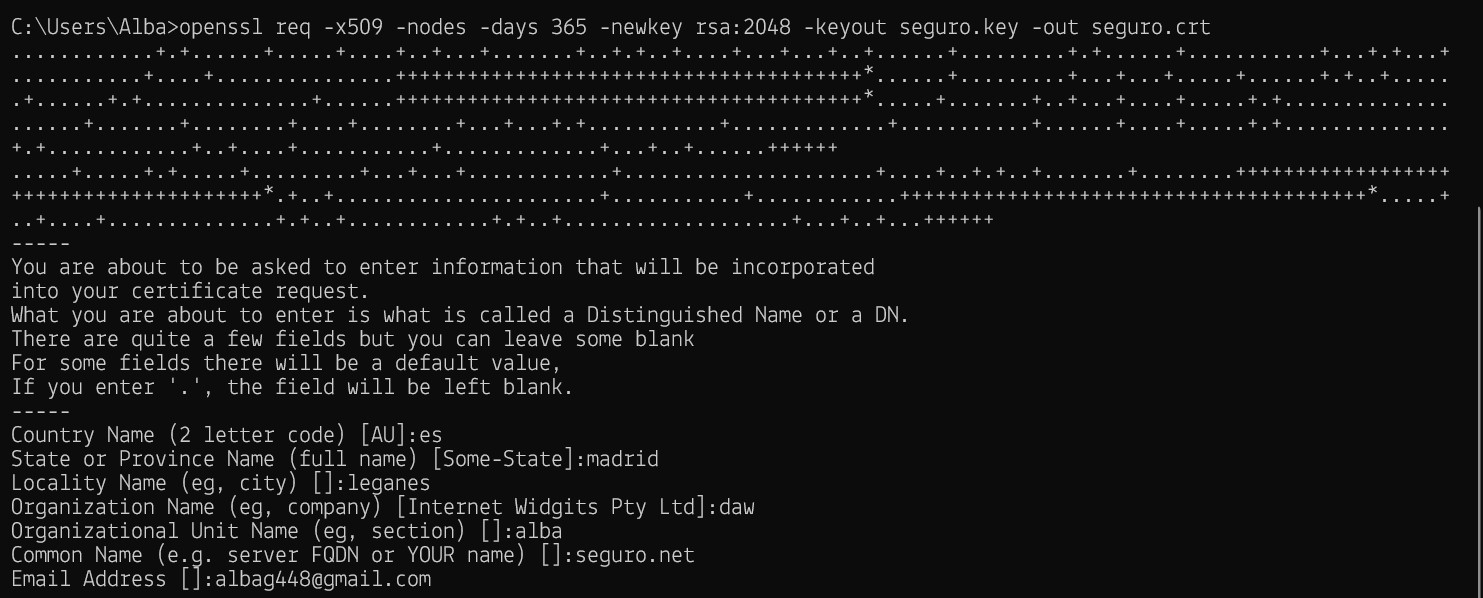 C:\Users\Alba>openssl req -x509 -nodes -days 365 -newkey rsa:2048 -keyout seguro.key -out seguro.crt
-----
You are about to be asked to enter information that will be incorporated
into your certificate request.
What you are about to enter is what is called a Distinguished Name or a DN.
There are quite a few fields but you can leave some blank
For some fields there will be a default value,
If you enter '.', the field will be left blank.
-----
Country Name (2 letter code) [AU]:es
State or Province Name (full name) [Some-State]:madrid
Locality Name (eg, city) []:leganes
Organization Name (eg, company) [Internet Widgits Pty Ltd]:daw
Organizational Unit Name (eg, section) []:alba
Common Name (e.g. server FQDN or YOUR name) []:seguro.net
Email Address []:albag448@gmail.com